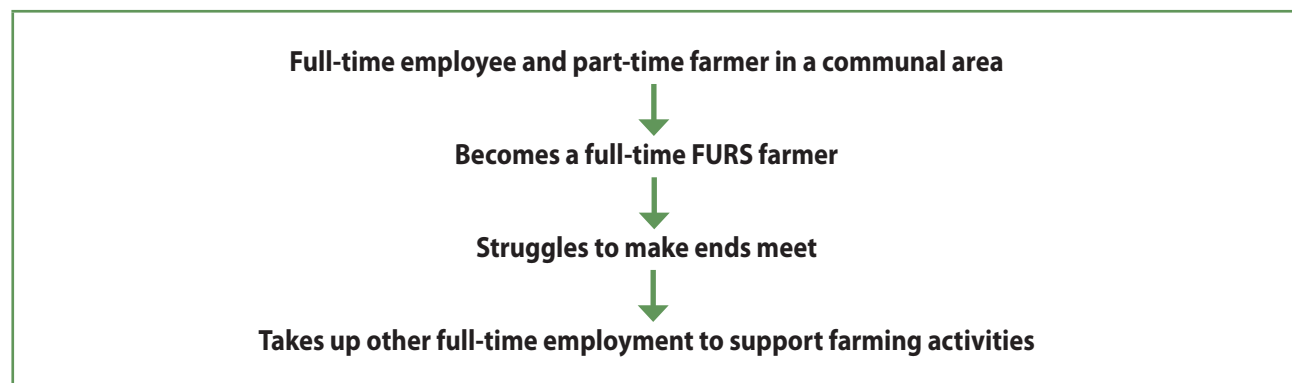 Full-time employee and part-time farmer in a communal area
Becomes a full-time FURS farmer
Struggles to make ends meet
Takes up other full-time employment to support farming activities